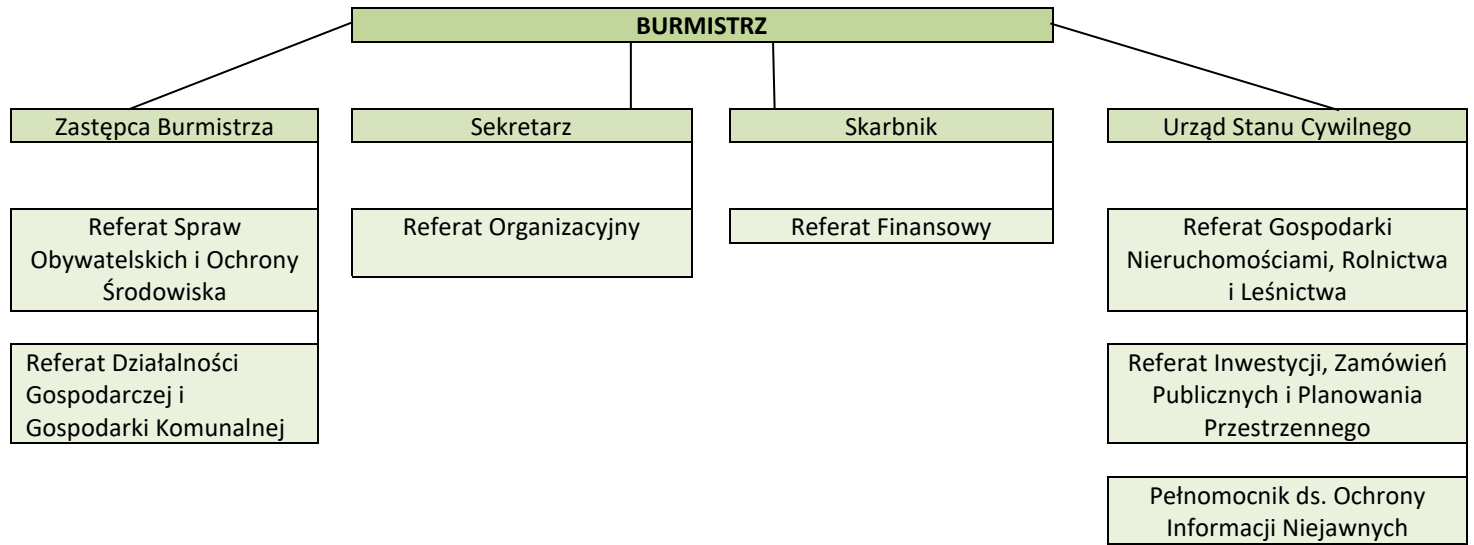 BURMISTRZ
Zastępca Burmistrza
Sekretarz
Skarbnik
Urząd Stanu Cywilnego
Referat Spraw
Obywatelskich i Ochrony
Środowiska
Referat Organizacyjny
Referat Finansowy
Referat Gospodarki
Nieruchomościami, Rolnictwa
i Leśnictwa
Referat Działalności
Gospodarczej i
Gospodarki Komunalnej
Referat Inwestycji, Zamówień
Publicznych i Planowania
Przestrzennego
Pełnomocnik ds. Ochrony
Informacji Niejawnych